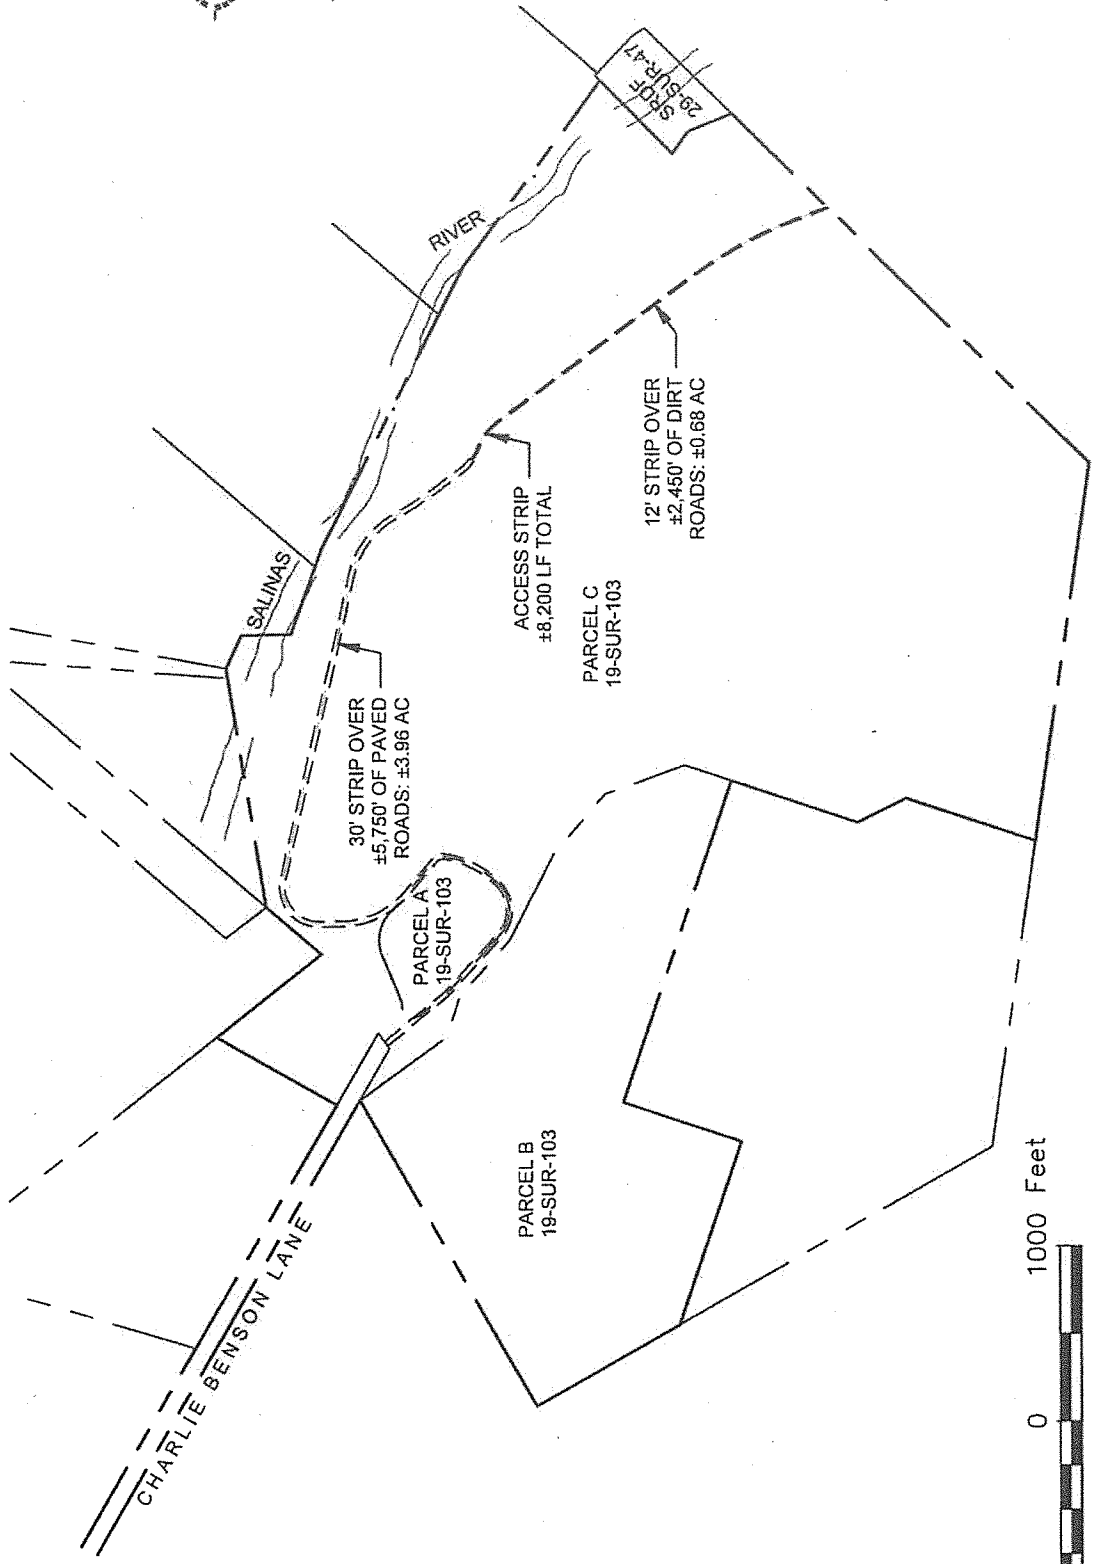 SRDF
29-SUR-47
RIVER
SALINAS
12' STRIP OVER
±2,450' OF DIRT
ROADS: ±0.68 AC
ACCESS STRIP
±8,200 LF TOTAL
PARCEL C
19-SUR-103
30' STRIP OVER
±5,750' OF PAVED
ROADS: ±3.96 AC
PARCEL A
19-SUR-103
PARCEL B
19-SUR-103
CHARLIE BENSON LANE
0
1000 Feet